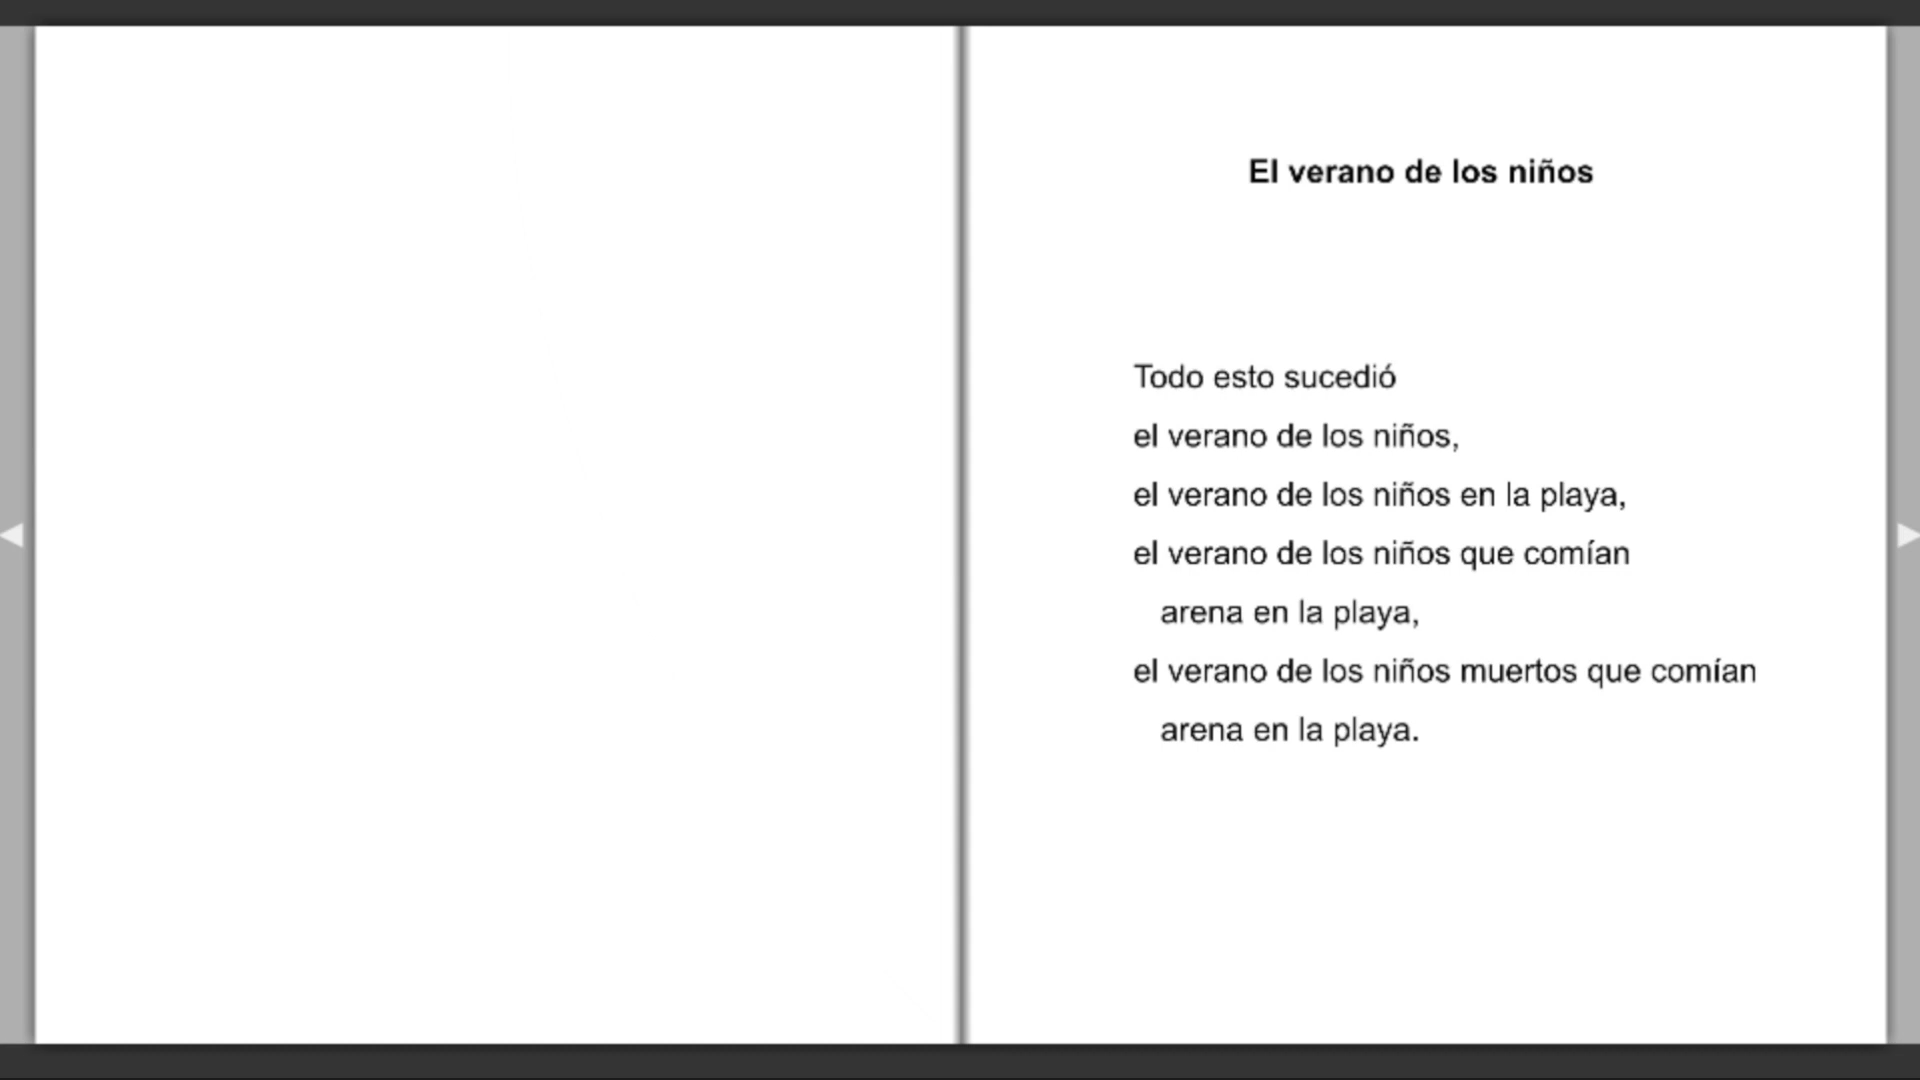 El verano de los niños
Todo esto sucedió
el verano de los niños,
el verano de los niños en la playa,
el verano de los niños que comían
arena en la playa,
el verano de los niños muertos que comían
arena en la playa.